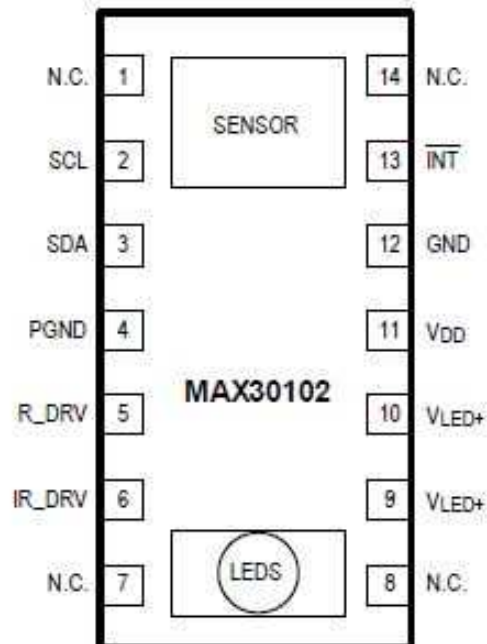 N.C. 1 14 N.C.
SENSOR
SCL 2 13 INT
SDA 3 12 GND
PGND 4 11 VDD
MAX30102
R_DRV 5 10 VLED+
IR_DRV 6 9 VLED+
LEDS
N.C. 7 8 N.C.